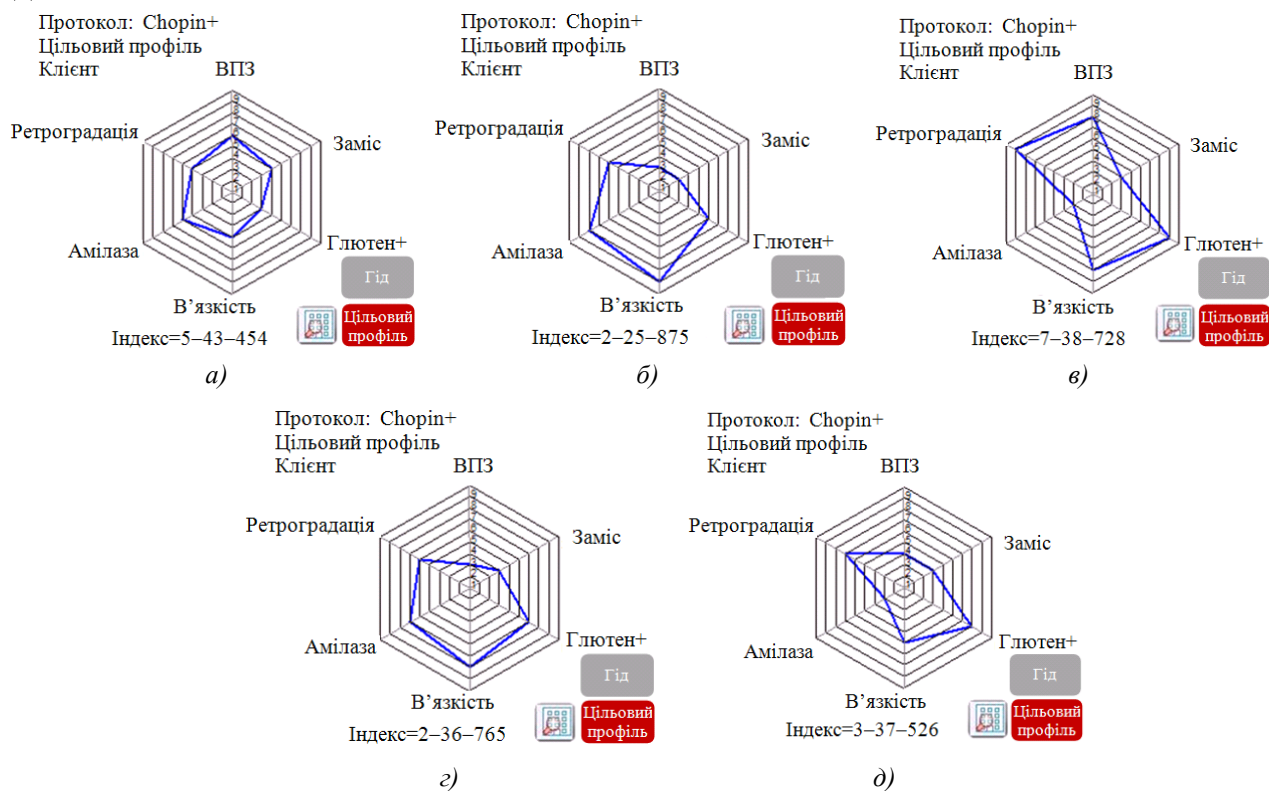 Протокол: Chopin+
Цільовий профіль
Клієнт
ВПЗ
Ретроградація
Заміс
Амілаза
Глютен+
Гід
В’язкість
Цільовий
профіль
Індекс=5–43–454
а)
Протокол: Chopin+
Цільовий профіль
Клієнт
ВПЗ
Ретроградація
Заміс
Амілаза
Глютен+
Гід
В’язкість
Цільовий
профіль
Індекс=2–25–875
б)
Протокол: Chopin+
Цільовий профіль
Клієнт
ВПЗ
Ретроградація
Заміс
Амілаза
Глютен+
Гід
В’язкість
Цільовий
профіль
Індекс=7–38–728
в)
Протокол: Chopin+
Цільовий профіль
Клієнт
ВПЗ
Ретроградація
Заміс
Амілаза
Глютен+
Гід
В’язкість
Цільовий
профіль
Індекс=2–36–765
г)
Протокол: Chopin+
Цільовий профіль
Клієнт
ВПЗ
Ретроградація
Заміс
Амілаза
Глютен+
Гід
В’язкість
Цільовий
профіль
Індекс=3–37–526
д)